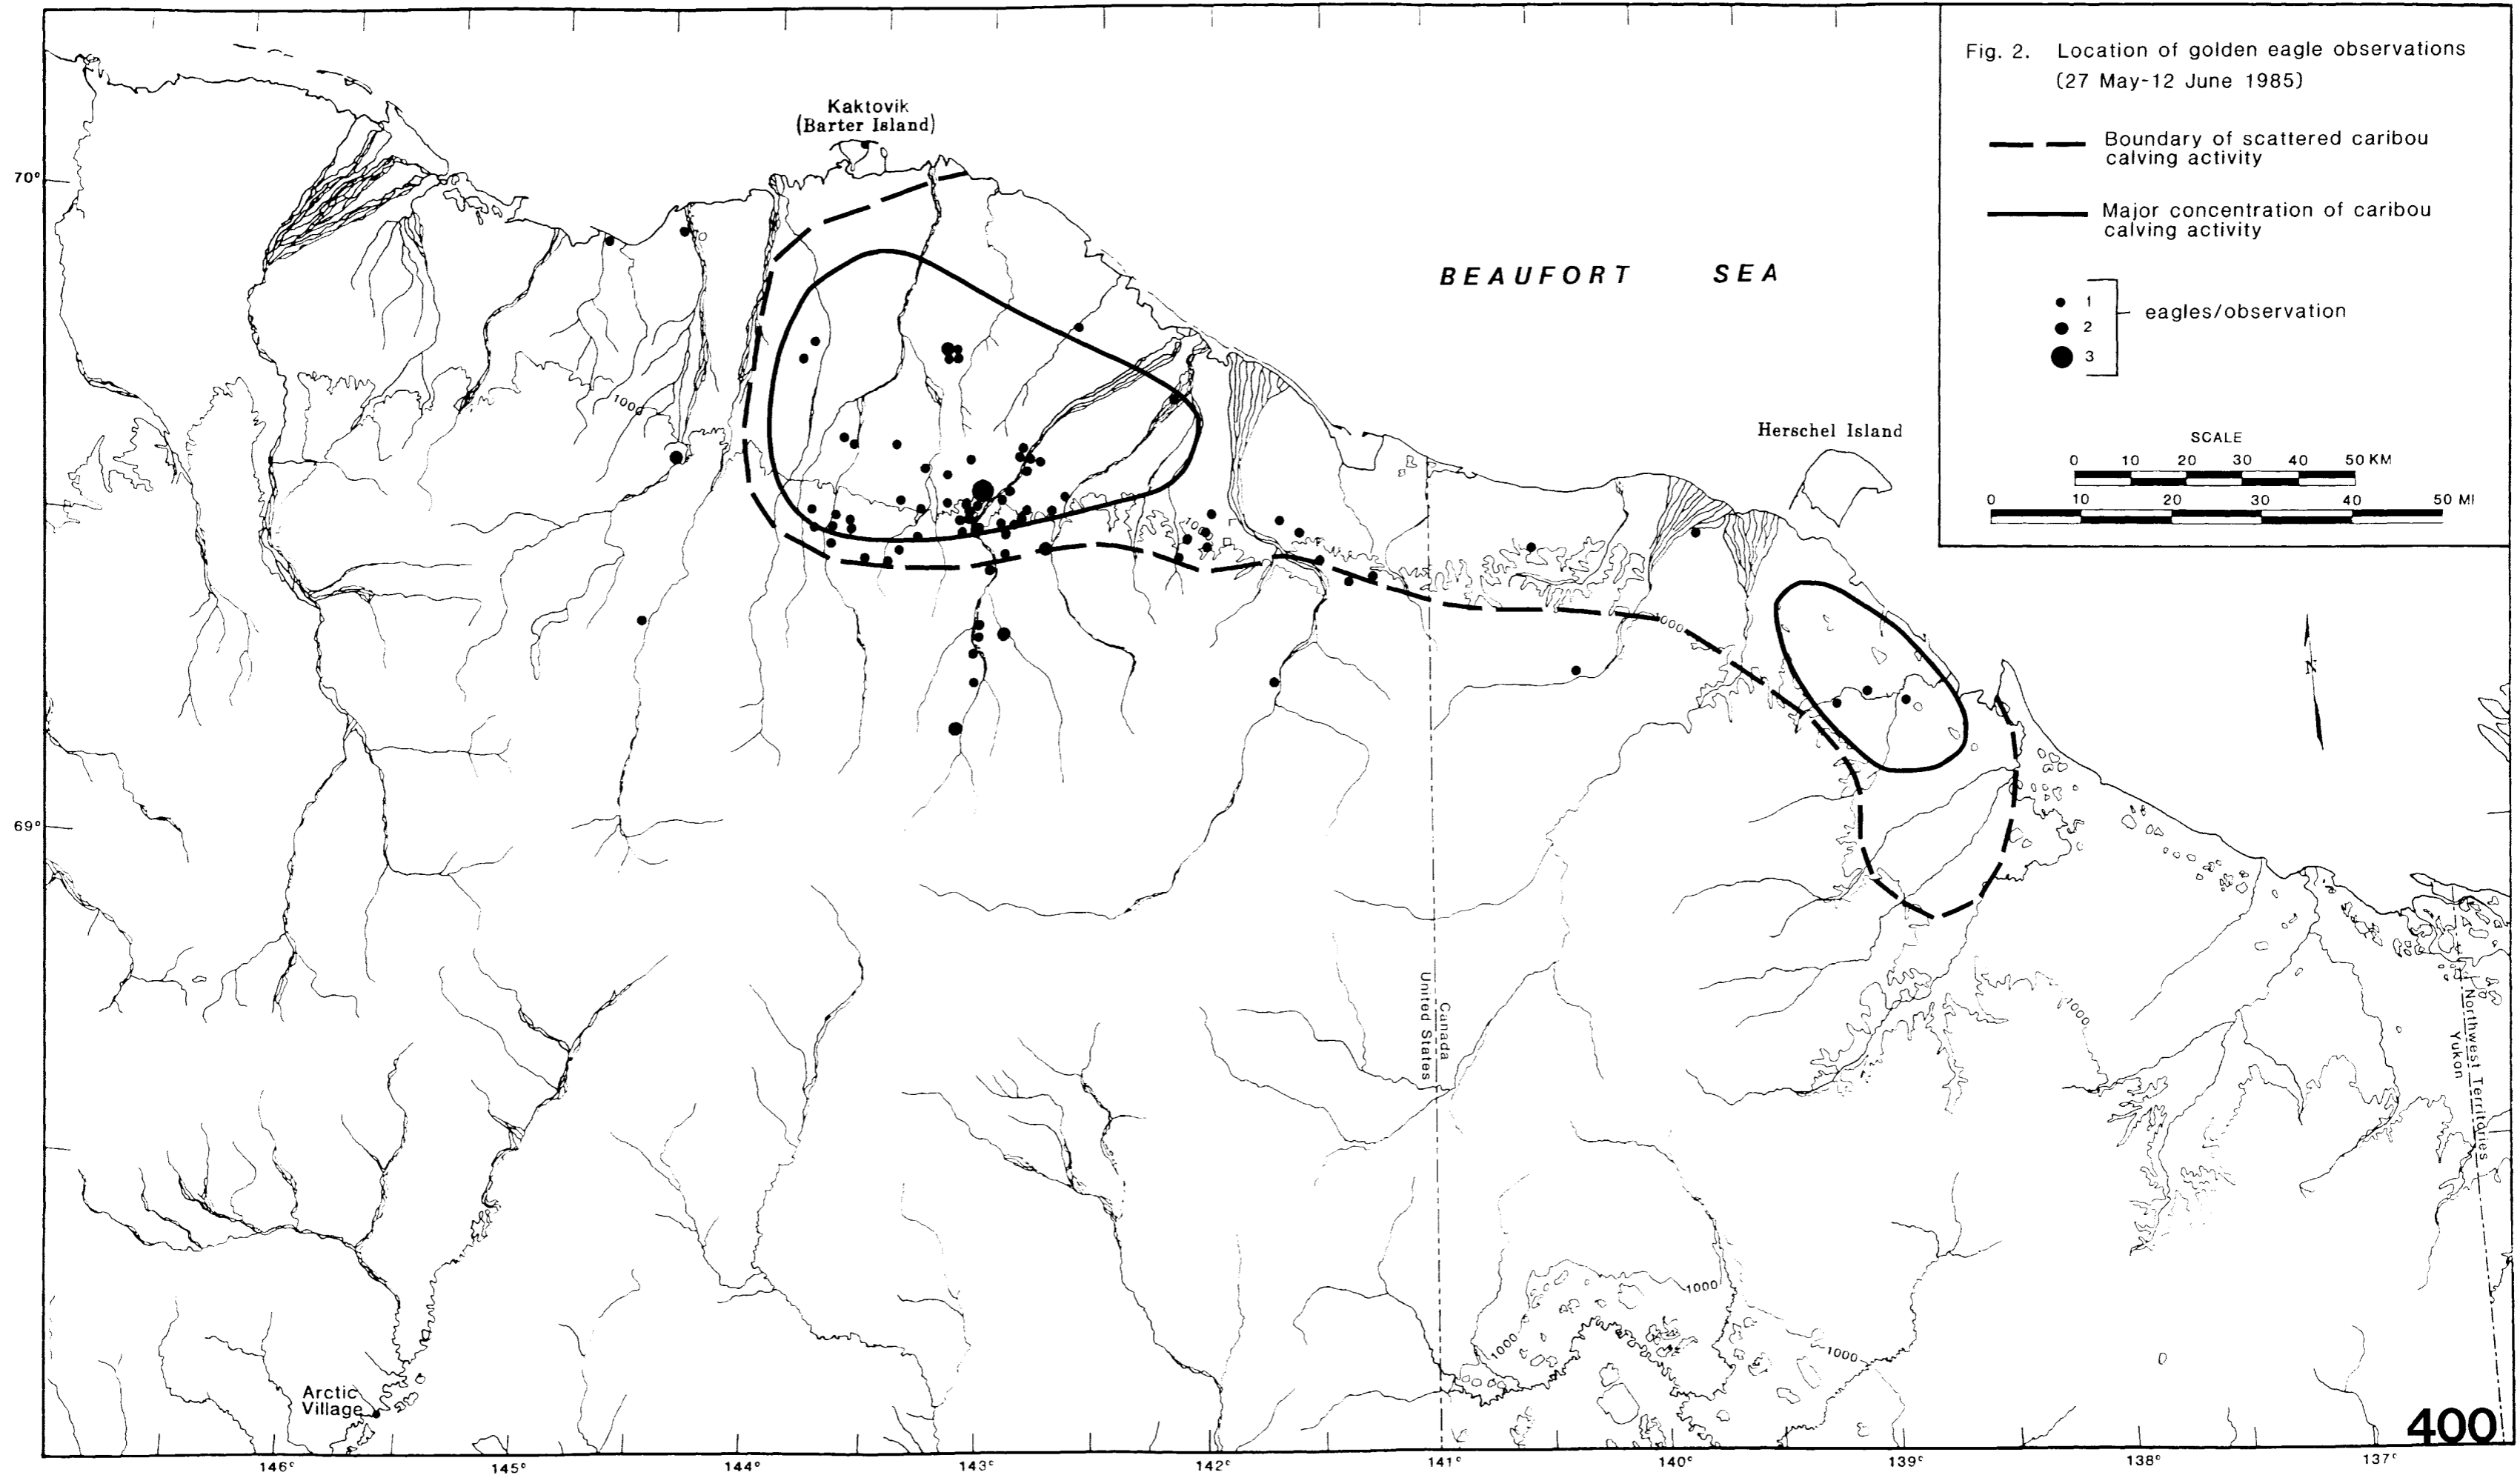 Fig. 2. Location of golden eagle observations
(27 May-12 June 1985)
Boundary of scattered caribou
calving activity
Major concentration of caribou
calving activity
1
2
3
eagles/observation
SCALE
0 10 20 30 40 50 KM
0 10 20 30 40 50 MI
Kaktovik
(Barter Island)
70°
BEAUFORT SEA
1000
Herschel Island
1000
1000
N
69°
United States
Canada
1000
Northwest Territories
Yukon
1000
1000
1000
Arctic
Village
400
146° 145° 144° 143° 142° 141° 140° 139° 138° 137°